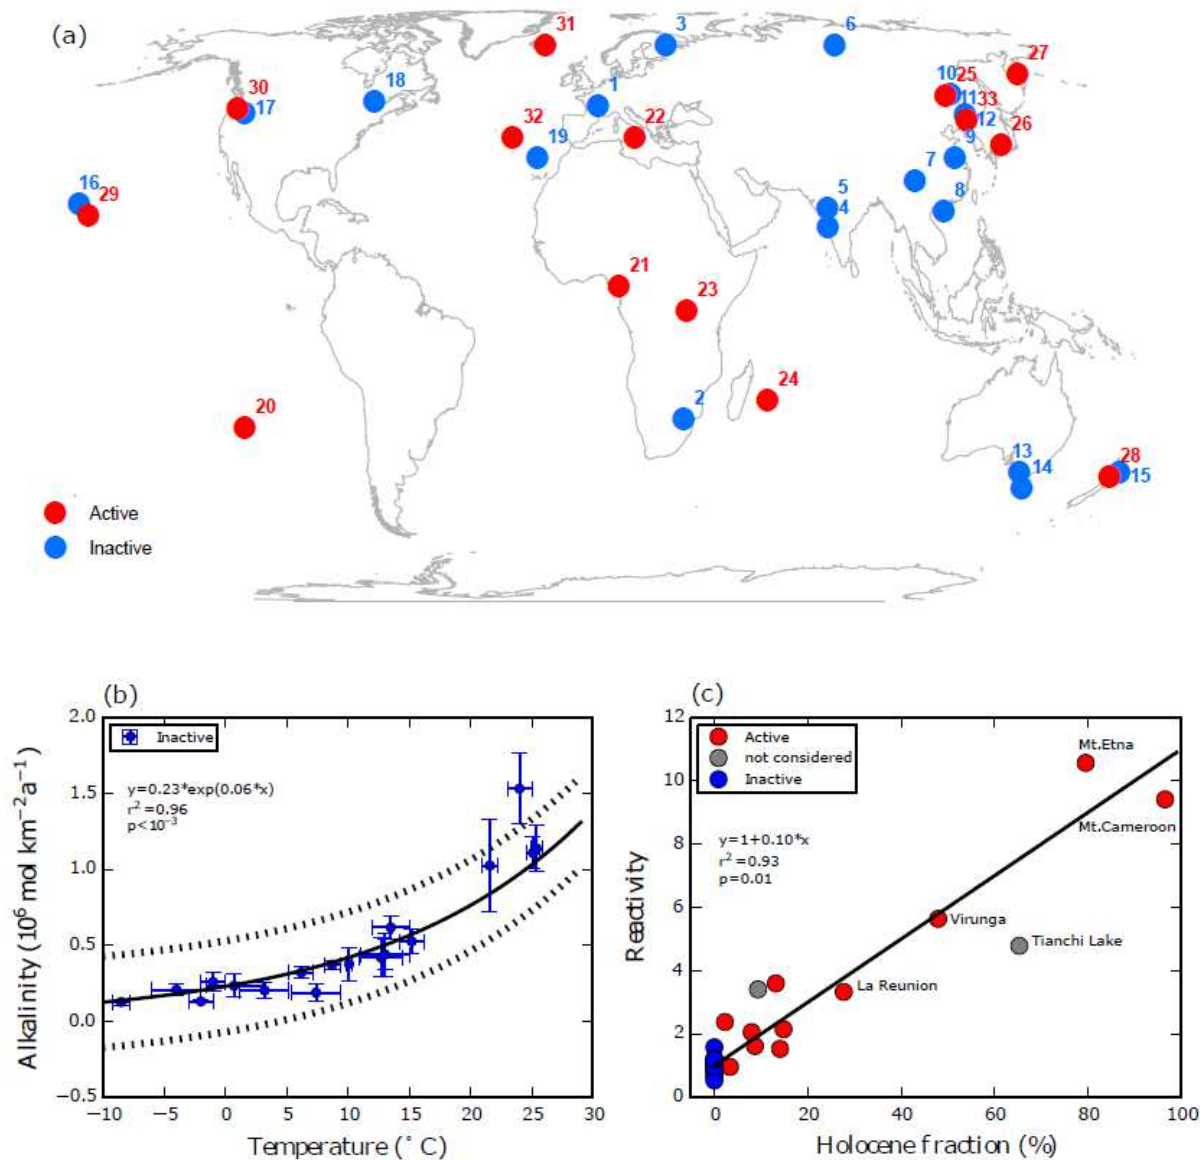 (a)
31
3
6
27
30
17
18
1
10
25
11
33
12
26
32
19
22
9
7
8
16
29
5
4
21
23
24
20
2
13
14
28
15
Active
Inactive
(b)
Inactive
y=0.23*exp(0.06*x)
r²=0.96
p<10⁻³
Alkalinity (10⁶ mol km⁻²a⁻¹)
2.0
1.5
1.0
0.5
0.0
−0.5
−10 −5 0 5 10 15 20 25 30
Temperature (°C)
(c)
Active
not considered
Inactive
y=1+0.10*x
r²=0.93
p=0.01
Mt.Etna
Mt.Cameroon
Virunga
Tianchi Lake
La Reunion
Reactivity
12
10
8
6
4
2
0
0 20 40 60 80 100
Holocene fraction (%)